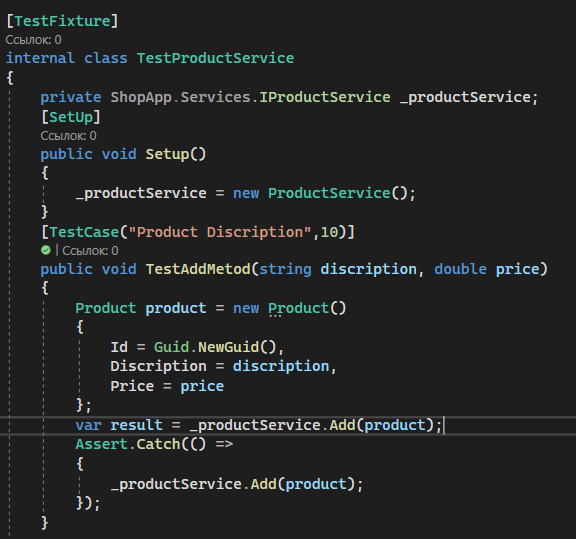 [TestFixture]
Ссылок: 0
internal class TestProductService
{
private ShopApp.Services.IProductService _productService;
[SetUp]
Ссылок: 0
public void Setup()
{
_productService = new ProductService();
}
[TestCase("Product Discription",10)]
| Ссылок: 0
public void TestAddMetod(string discription, double price)
{
Product product = new Product()
{
Id = Guid.NewGuid(),
Discription = discription,
Price = price
};
var result = _productService.Add(product);
Assert.Catch(() =>
{
_productService.Add(product);
});
}